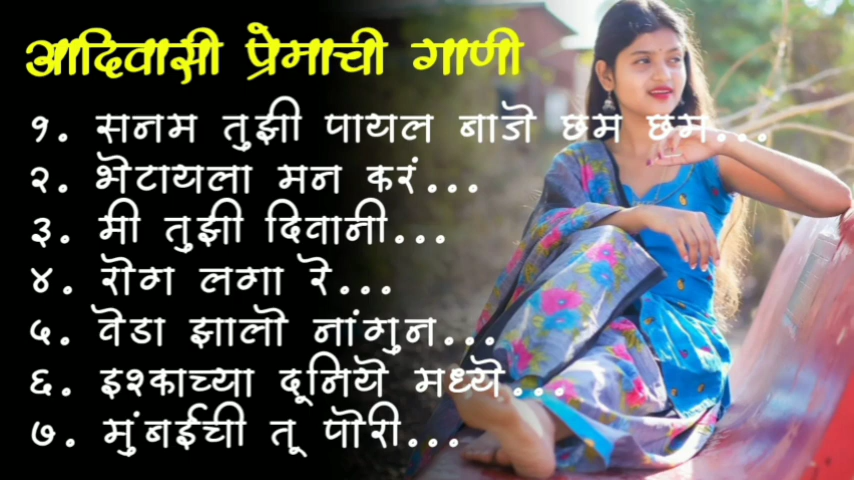 आदिवासी प्रेमाची गाणी
१. सनम तुझी पायल बाजे छम छम...
२. भेटायला मन करं...
३. मी तुझी दिवानी...
४. रोग लगा रे...
५. वेडा झालो नांगुन...
६. इश्काच्या दूनिये मध्ये...
७. मुंबईची तू पोरी...